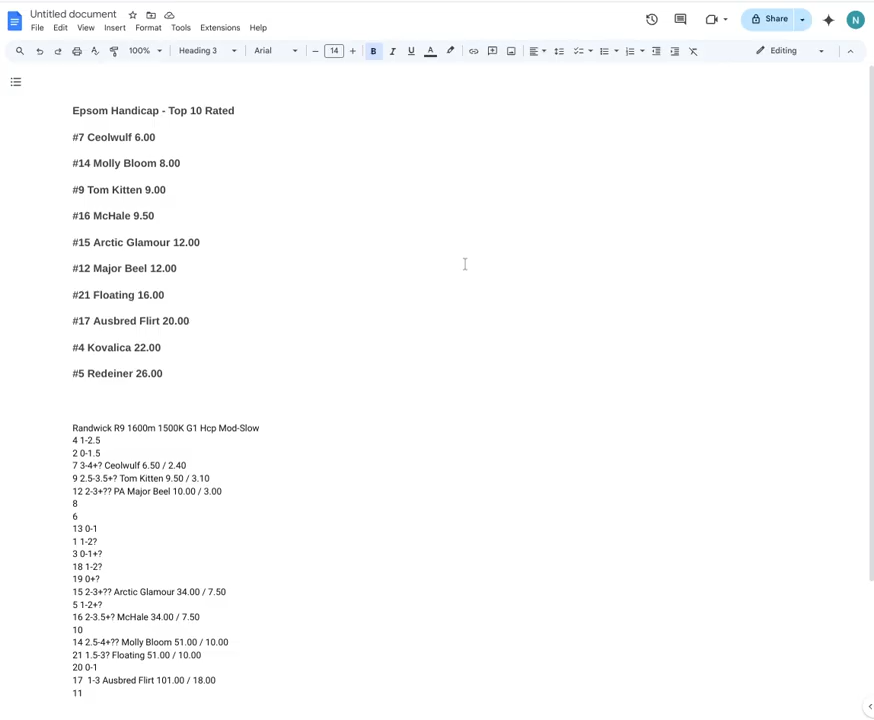 Untitled document
File Edit View Insert Format Tools Extensions Help
Share
N
100% Heading 3 Arial 14 B I U A Editing
Epsom Handicap - Top 10 Rated
#7 Ceolwulf 6.00
#14 Molly Bloom 8.00
#9 Tom Kitten 9.00
#16 McHale 9.50
#15 Arctic Glamour 12.00
#12 Major Beel 12.00
#21 Floating 16.00
#17 Ausbred Flirt 20.00
#4 Kovalica 22.00
#5 Redeiner 26.00
Randwick R9 1600m 1500K G1 Hcp Mod-Slow
4 1-2.5
2 0-1.5
7 3-4+? Ceolwulf 6.50 / 2.40
9 2.5-3.5+? Tom Kitten 9.50 / 3.10
12 2-3+?? PA Major Beel 10.00 / 3.00
8
6
13 0-1
1 1-2?
3 0-1+?
18 1-2?
19 0+?
15 2-3+?? Arctic Glamour 34.00 / 7.50
5 1-2+?
16 2-3.5+? McHale 34.00 / 7.50
10
14 2.5-4+?? Molly Bloom 51.00 / 10.00
21 1.5-3? Floating 51.00 / 10.00
20 0-1
17 1-3 Ausbred Flirt 101.00 / 18.00
11